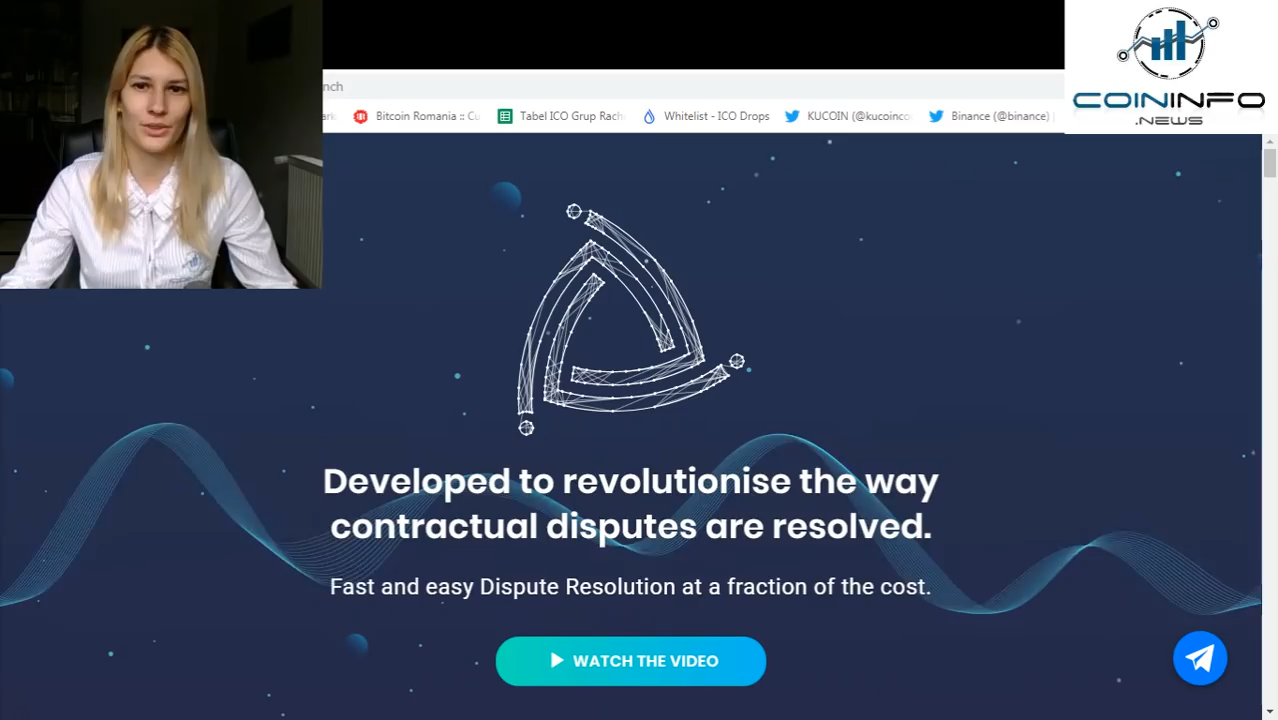 nch
Bitcoin Romania :: Cu
Tabel ICO Grup Rach
Whitelist - ICO Drops
KUCOIN (@kucoinco
Binance (@binance)
COININFO
.NEWS
Developed to revolutionise the way
contractual disputes are resolved.
Fast and easy Dispute Resolution at a fraction of the cost.
WATCH THE VIDEO